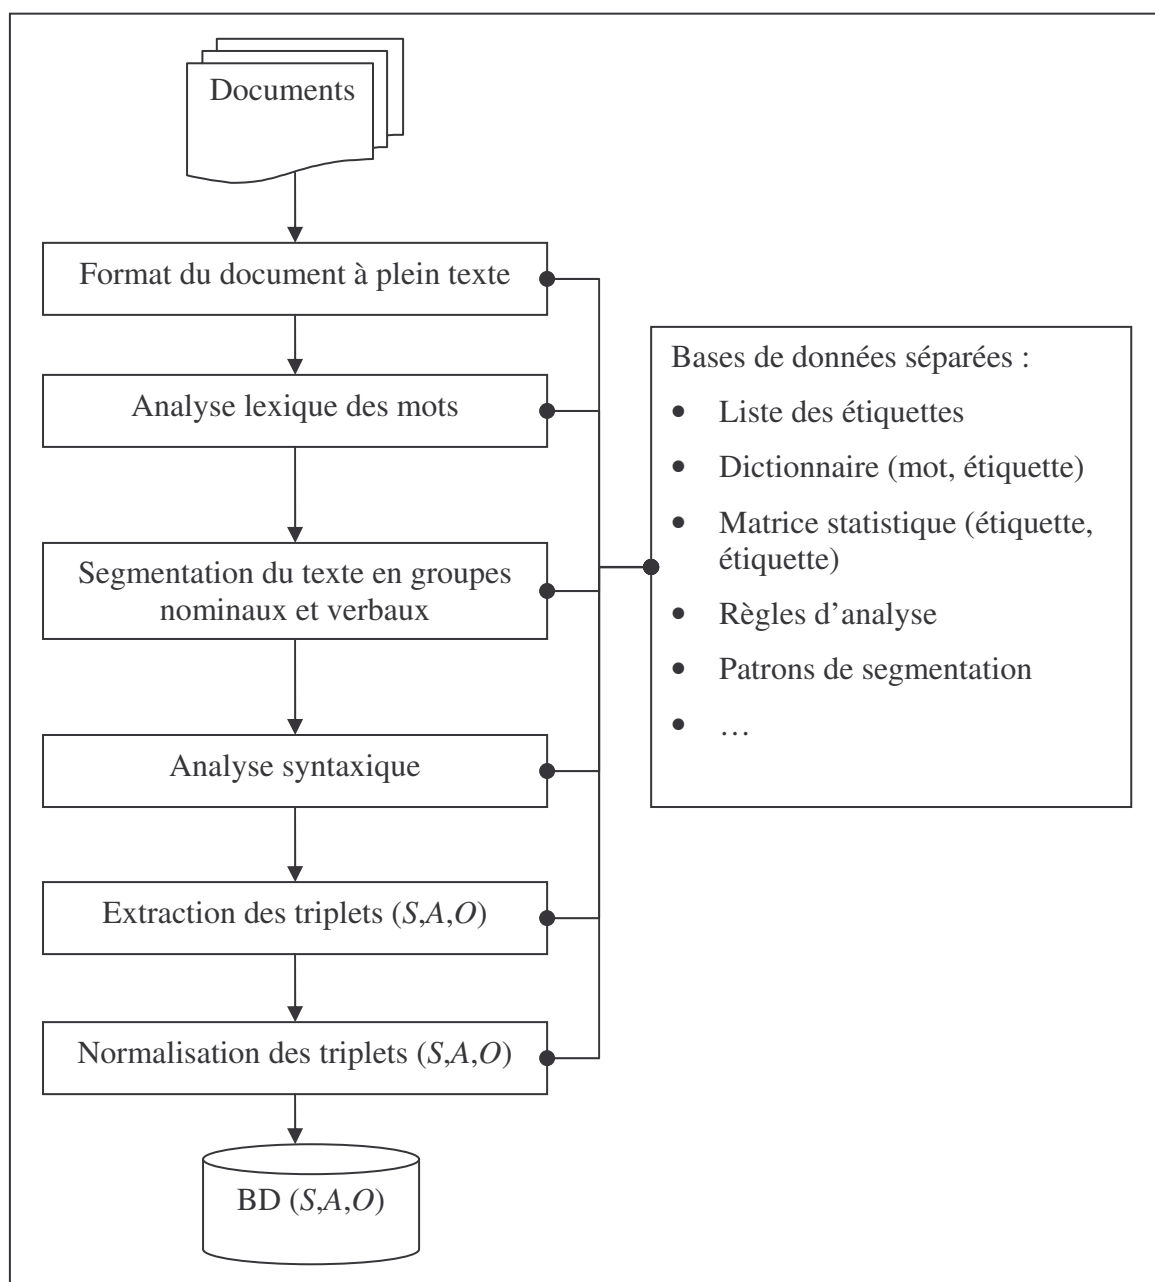 Documents
Format du document à plein texte
Analyse lexique des mots
Segmentation du texte en groupes
nominaux et verbaux
Analyse syntaxique
Extraction des triplets (S,A,O)
Normalisation des triplets (S,A,O)
BD (S,A,O)
Bases de données séparées :
• Liste des étiquettes
• Dictionnaire (mot, étiquette)
• Matrice statistique (étiquette,
étiquette)
• Règles d’analyse
• Patrons de segmentation
• …